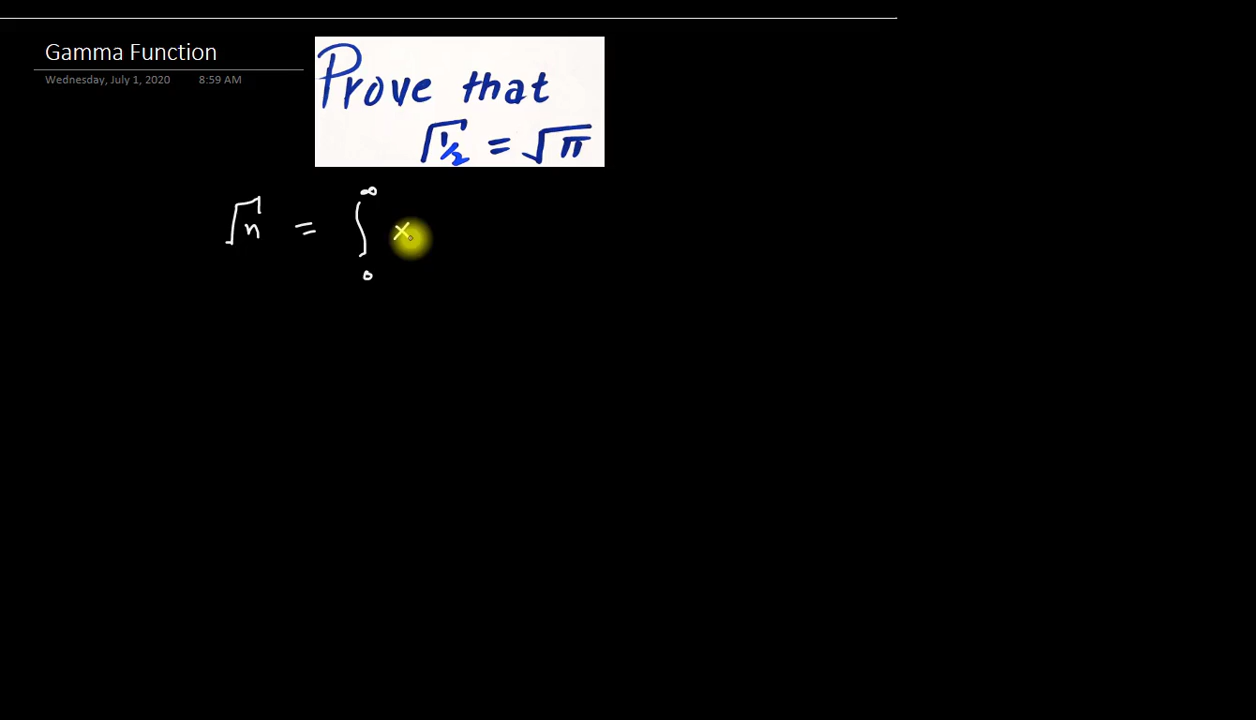 Gamma Function
Wednesday, July 1, 2020 8:59 AM
Prove that
Γ1/2 = √π
Γn = ∫₀^∞ x